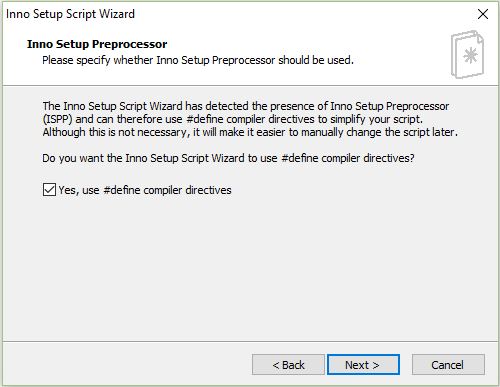 Inno Setup Script Wizard
Inno Setup Preprocessor
Please specify whether Inno Setup Preprocessor should be used.
The Inno Setup Script Wizard has detected the presence of Inno Setup Preprocessor
(ISPP) and can therefore use #define compiler directives to simplify your script.
Although this is not necessary, it will make it easier to manually change the script later.
Do you want the Inno Setup Script Wizard to use #define compiler directives?
Yes, use #define compiler directives
< Back Next > Cancel